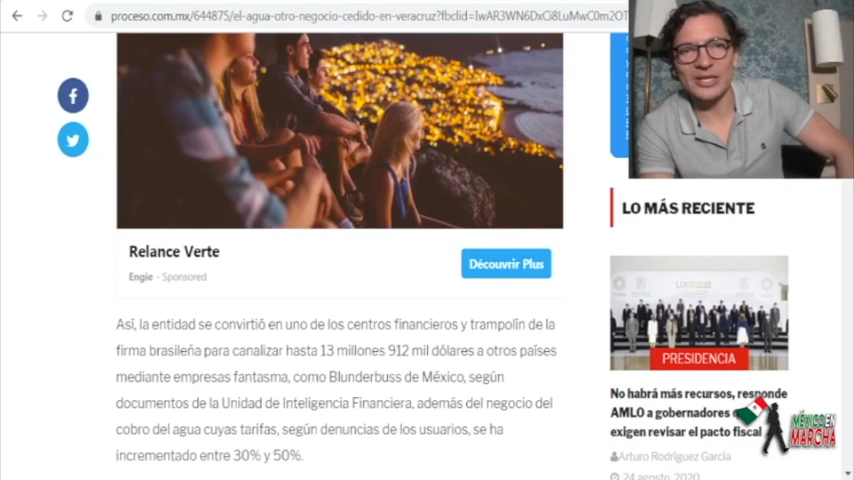 proceso.com.mx/644875/el-agua-otro-negocio-cedido-en-veracruz?fbclid=IwAR3WN6DxCi8LuMwC0m2OT
Relance Verte
Engie - Sponsored
Découvrir Plus
Así, la entidad se convirtió en uno de los centros financieros y trampolín de la
firma brasileña para canalizar hasta 13 millones 912 mil dólares a otros países
mediante empresas fantasma, como Blunderbuss de México, según
documentos de la Unidad de Inteligencia Financiera, además del negocio del
cobro del agua cuyas tarifas, según denuncias de los usuarios, se ha
incrementado entre 30% y 50%.
LO MÁS RECIENTE
PRESIDENCIA
No habrá más recursos, responde
AMLO a gobernadores
exigen revisar el pacto fiscal
Arturo Rodríguez García
24 agosto, 2020
MÉXICO EN
MARCHA